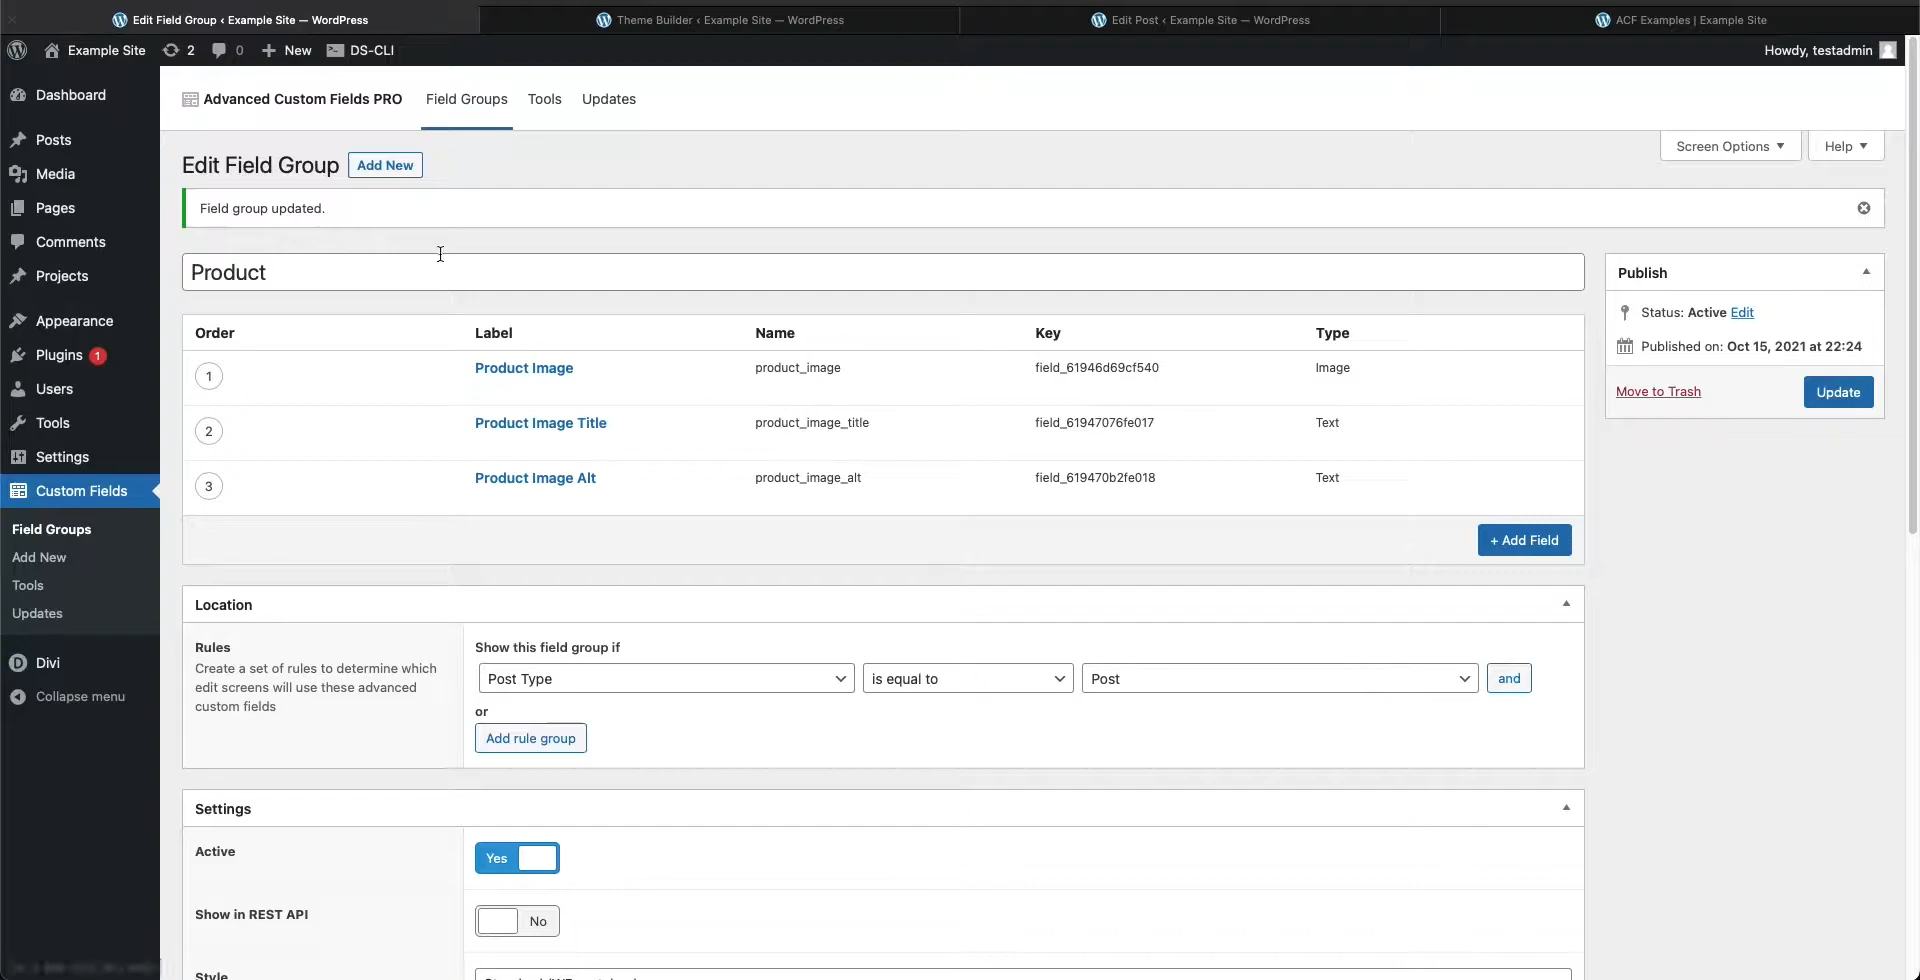 Edit Field Group ‹ Example Site — WordPress
Theme Builder ‹ Example Site — WordPress
Edit Post ‹ Example Site — WordPress
ACF Examples | Example Site
Example Site
2
0
New
DS-CLI
Howdy, testadmin
Dashboard
Posts
Media
Pages
Comments
Projects
Appearance
Plugins 1
Users
Tools
Settings
Custom Fields
Field Groups
Add New
Tools
Updates
Divi
Collapse menu
Advanced Custom Fields PRO
Field Groups
Tools
Updates
Screen Options
Help
Edit Field Group
Add New
Field group updated.
Product
Order Label Name Key Type
1 Product Image product_image field_61946d69cf540 Image
2 Product Image Title product_image_title field_61947076fe017 Text
3 Product Image Alt product_image_alt field_619470b2fe018 Text
+ Add Field
Publish
Status: Active Edit
Published on: Oct 15, 2021 at 22:24
Move to Trash
Update
Location
Rules
Create a set of rules to determine which
edit screens will use these advanced
custom fields
Show this field group if
Post Type
is equal to
Post
and
or
Add rule group
Settings
Active
Yes
Show in REST API
No
Style